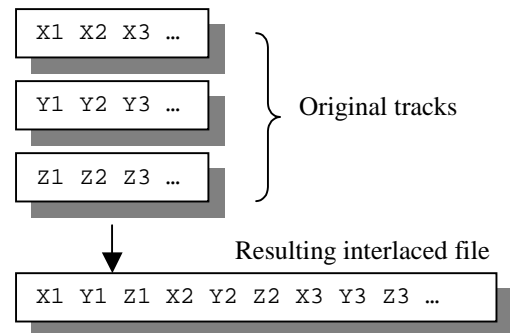 X1 X2 X3 …
Y1 Y2 Y3 …
Original tracks
Z1 Z2 Z3 …
Resulting interlaced file
X1 Y1 Z1 X2 Y2 Z2 X3 Y3 Z3 …